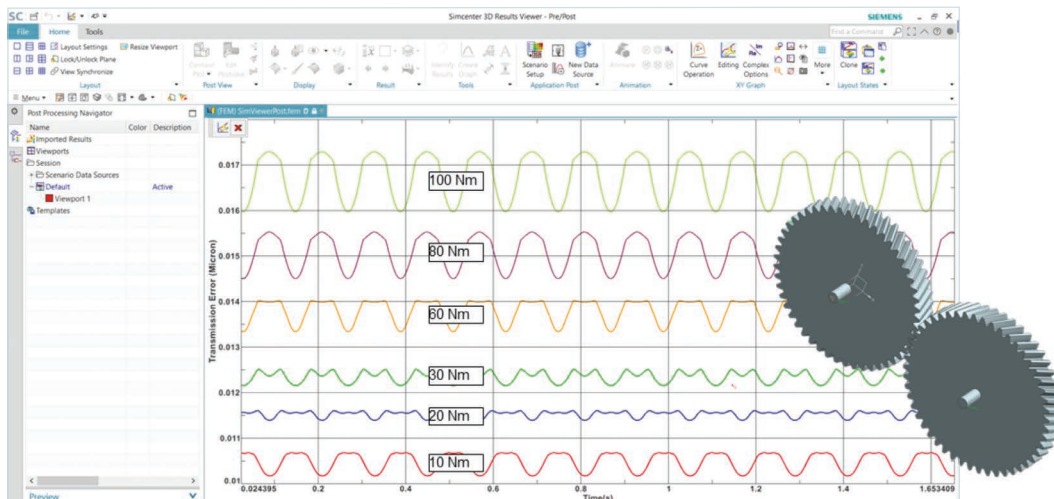 SC
Simcenter 3D Results Viewer - Pre/Post
SIEMENS
File Home Tools
Find a Command
Layout Settings
Resize Viewport
Lock/Unlock Plane
View Synchronize
Layout
Post View
Display
Result
Identify Results
Create Graph
Tools
Scenario Setup
New Data Source
Application Post
Animate
Animation
Curve Operation
Editing
Complex Options
More
XY Graph
Clone
Layout States
Menu
Post Processing Navigator
Name Color Description
Imported Results
Viewports
Session
Scenario Data Sources
Default Active
Viewport 1
Templates
Preview
(FEM) SimViewerPost.fem
Transmission Error (Micron)
0.017
0.016
0.015
0.014
0.013
0.012
0.011
0.01
100 Nm
80 Nm
60 Nm
30 Nm
20 Nm
10 Nm
0.024395 0.2 0.4 0.6 0.8 1 1.2 1.4 1.653409
Time(s)